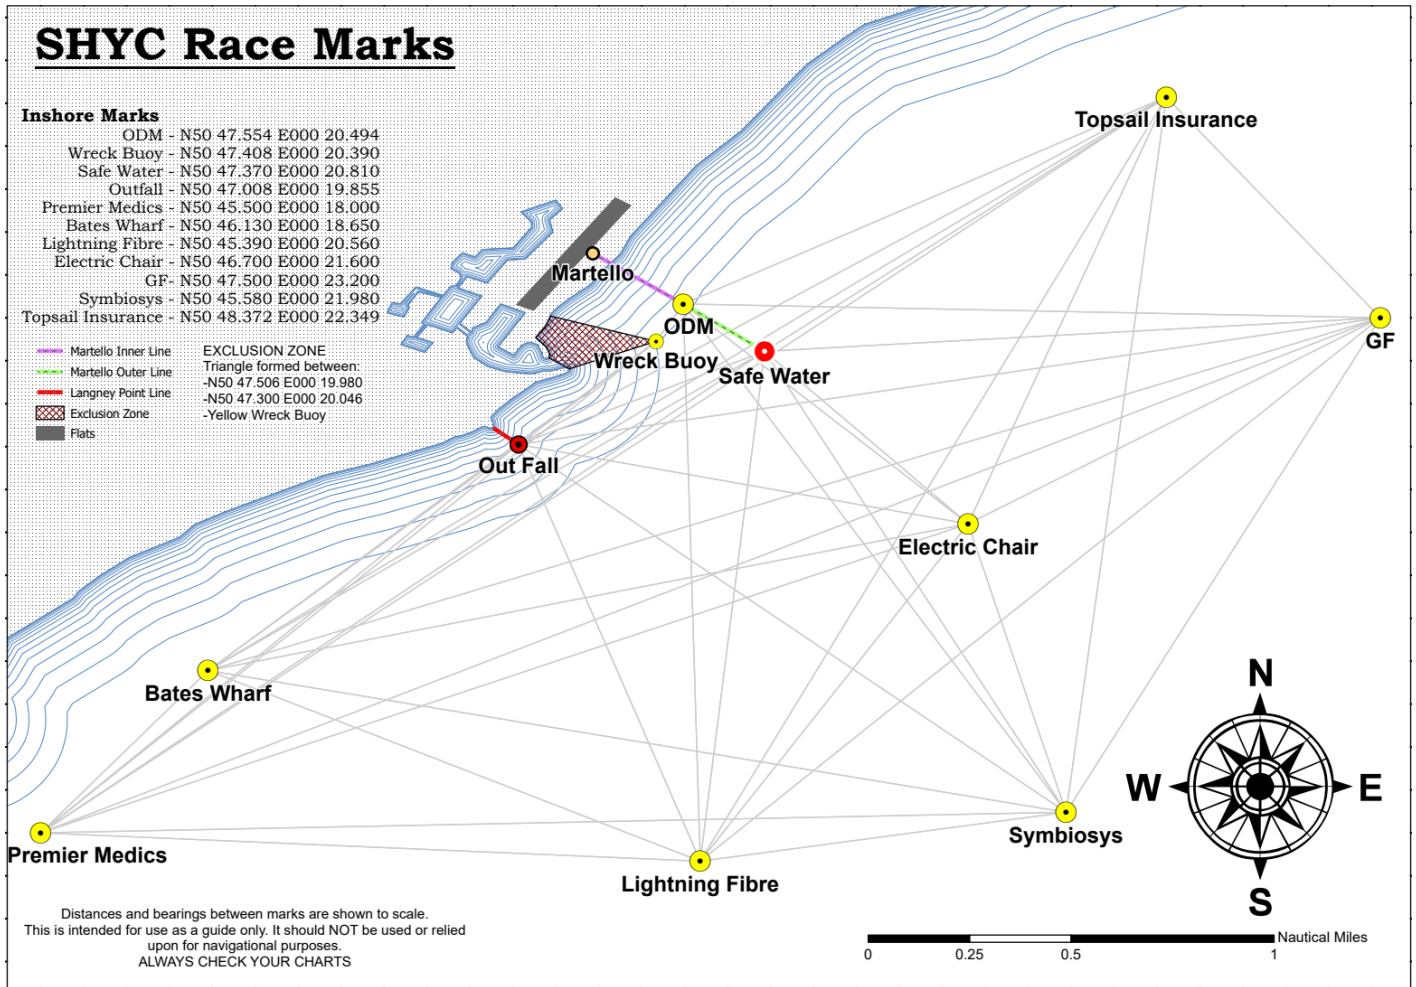 SHYC Race Marks
Inshore Marks
ODM - N50 47.554 E000 20.494
Wreck Buoy - N50 47.408 E000 20.390
Safe Water - N50 47.370 E000 20.810
Outfall - N50 47.008 E000 19.855
Premier Medics - N50 45.500 E000 18.000
Bates Wharf - N50 46.130 E000 18.650
Lightning Fibre - N50 45.390 E000 20.560
Electric Chair - N50 46.700 E000 21.600
GF- N50 47.500 E000 23.200
Symbiosys - N50 45.580 E000 21.980
Topsail Insurance - N50 48.372 E000 22.349
Martello Inner Line
Martello Outer Line
Langney Point Line
Exclusion Zone
Flats
EXCLUSION ZONE
Triangle formed between:
-N50 47.506 E000 19.980
-N50 47.300 E000 20.046
-Yellow Wreck Buoy
Topsail Insurance
Martello
ODM
Wreck Buoy
Safe Water
GF
Out Fall
Electric Chair
Bates Wharf
Premier Medics
Lightning Fibre
Symbiosys
N
W
E
S
Distances and bearings between marks are shown to scale.
This is intended for use as a guide only. It should NOT be used or relied
upon for navigational purposes.
ALWAYS CHECK YOUR CHARTS
Nautical Miles
0 0.25 0.5 1